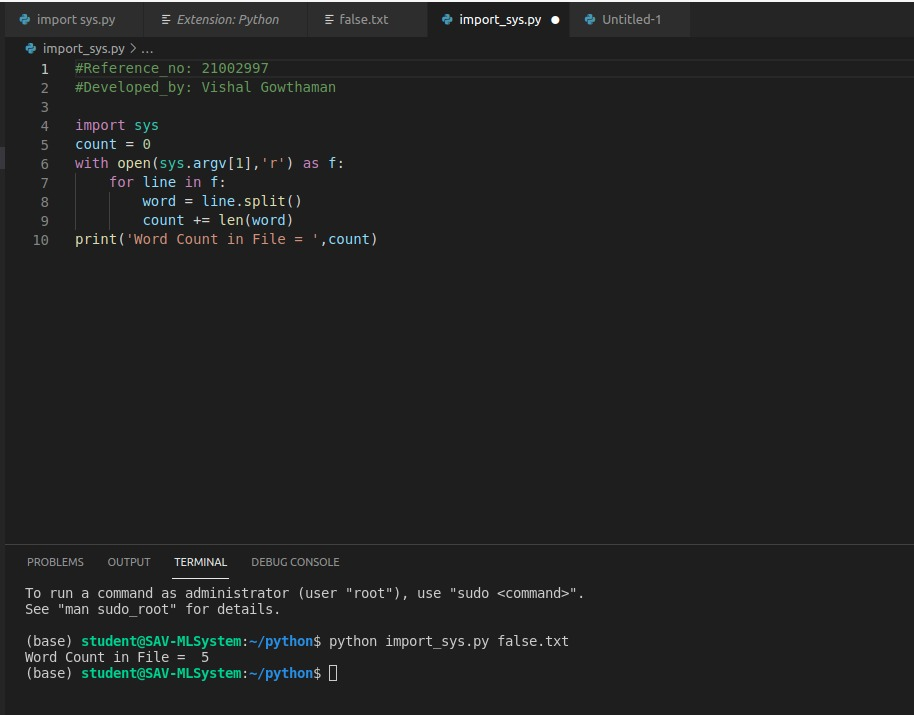 import sys.py Extension: Python false.txt import_sys.py Untitled-1
import_sys.py > ...
1 #Reference_no: 21002997
2 #Developed_by: Vishal Gowthaman
3
4 import sys
5 count = 0
6 with open(sys.argv[1],'r') as f:
7     for line in f:
8         word = line.split()
9         count += len(word)
10 print('Word Count in File = ',count)
PROBLEMS OUTPUT TERMINAL DEBUG CONSOLE
To run a command as administrator (user "root"), use "sudo <command>".
See "man sudo_root" for details.
(base) student@SAV-MLSystem:~/python$ python import_sys.py false.txt
Word Count in File =  5
(base) student@SAV-MLSystem:~/python$